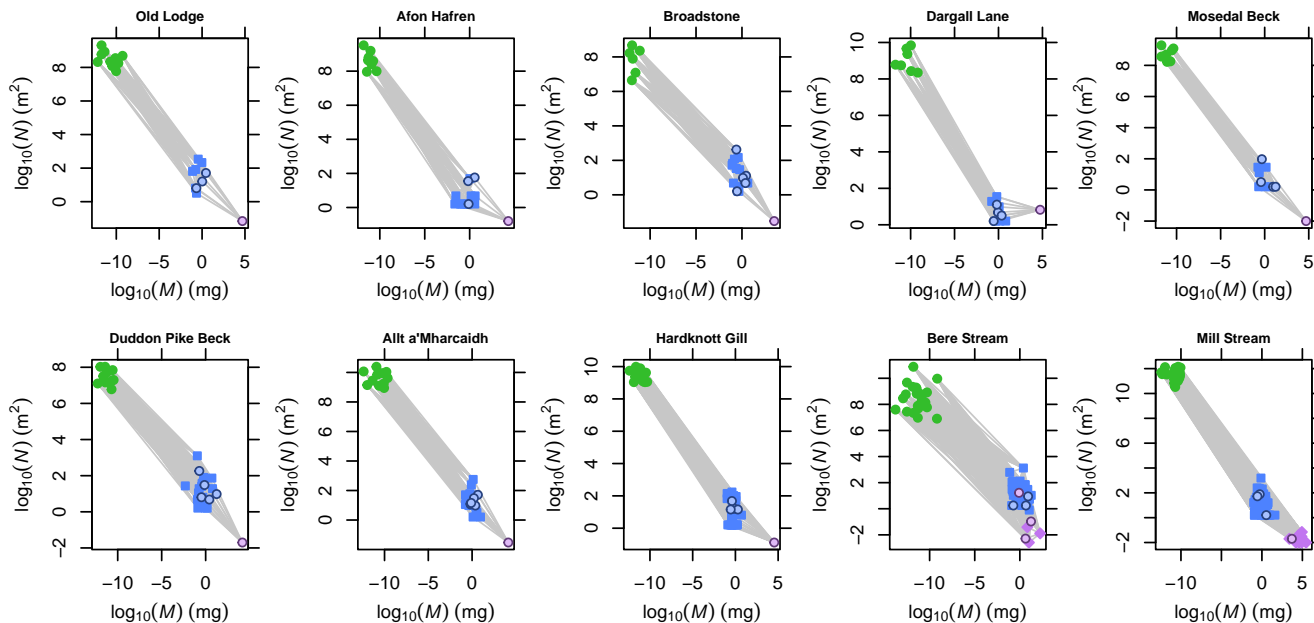 Old Lodge
Afon Hafren
Broadstone
Dargall Lane
Mosedal Beck
log10(N) (m²)
0 2 4 6 8
−10 −5 0 5
log10(M) (mg)
log10(N) (m²)
0 2 4 6 8
−10 −5 0 5
log10(M) (mg)
log10(N) (m²)
0 2 4 6 8
−10 −5 0
log10(M) (mg)
log10(N) (m²)
0 2 4 6 8 10
−10 −5 0 5
log10(M) (mg)
log10(N) (m²)
−2 0 2 4 6 8
−10 −5 0 5
log10(M) (mg)
Duddon Pike Beck
Allt a'Mharcaidh
Hardknott Gill
Bere Stream
Mill Stream
log10(N) (m²)
−2 0 2 4 6 8
−10 −5 0
log10(M) (mg)
log10(N) (m²)
0 2 4 6 8 10
−10 −5 0
log10(M) (mg)
log10(N) (m²)
0 2 4 6 8 10
−10 −5 0 5
log10(M) (mg)
log10(N) (m²)
−2 2 4 6 8
−10 −5 0
log10(M) (mg)
log10(N) (m²)
−2 2 6 10
−10 0 5
log10(M) (mg)